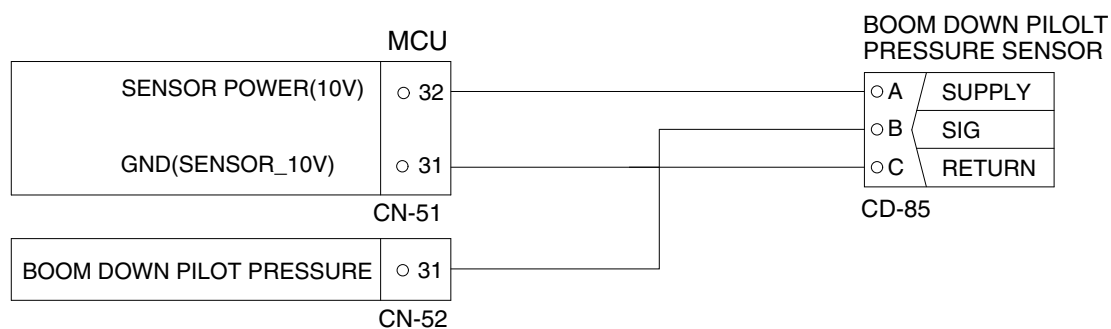 MCU
SENSOR POWER(10V) 32
GND(SENSOR_10V) 31
CN-51
BOOM DOWN PILOT PRESSURE 31
CN-52
BOOM DOWN PILOLT
PRESSURE SENSOR
A SUPPLY
B SIG
C RETURN
CD-85